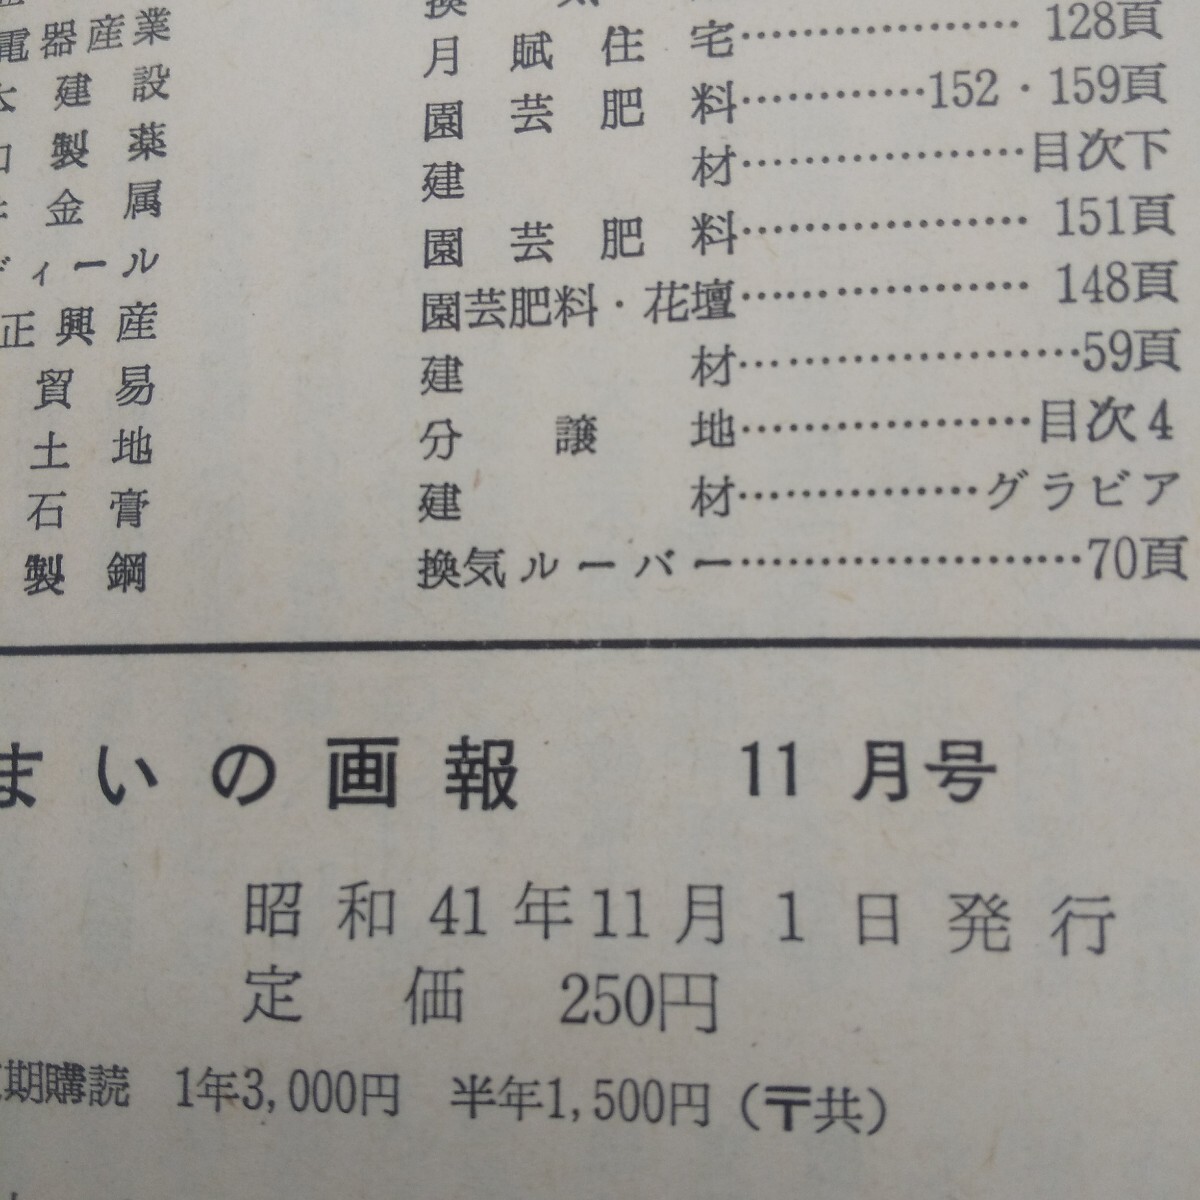 電器産業
月賦住宅………………128頁
建設
園芸肥料…………152・159頁
製薬
建材………………目次下
金属
園芸肥料………………151頁
ディール
園芸肥料・花壇………………148頁
正興産
建材…………………59頁
貿易
分譲地………………目次4
土地
建材……………グラビア
石膏
換気ルーバー…………………70頁
製鋼
まいの画報 11月号
昭和41年11月1日発行
定価 250円
期購読 1年3,000円 半年1,500円（〒共）